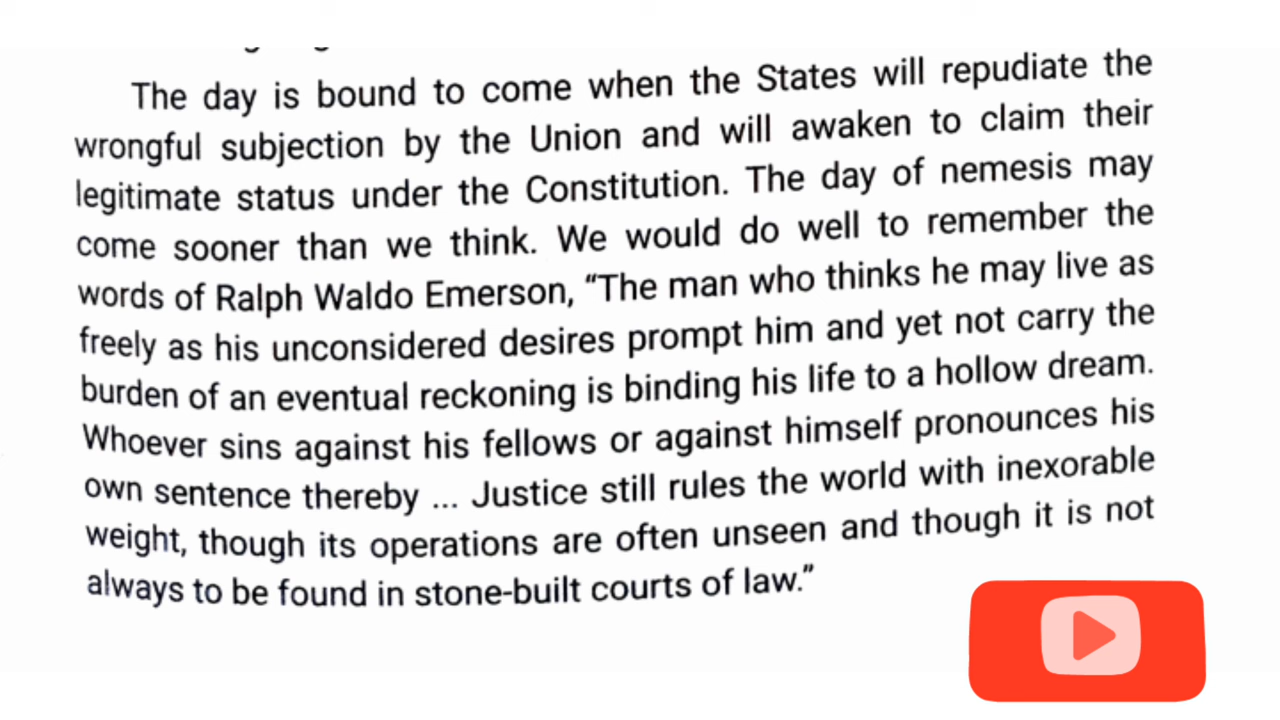 The day is bound to come when the States will repudiate the
wrongful subjection by the Union and will awaken to claim their
legitimate status under the Constitution. The day of nemesis may
come sooner than we think. We would do well to remember the
words of Ralph Waldo Emerson, “The man who thinks he may live as
freely as his unconsidered desires prompt him and yet not carry the
burden of an eventual reckoning is binding his life to a hollow dream.
Whoever sins against his fellows or against himself pronounces his
own sentence thereby ... Justice still rules the world with inexorable
weight, though its operations are often unseen and though it is not
always to be found in stone-built courts of law.”